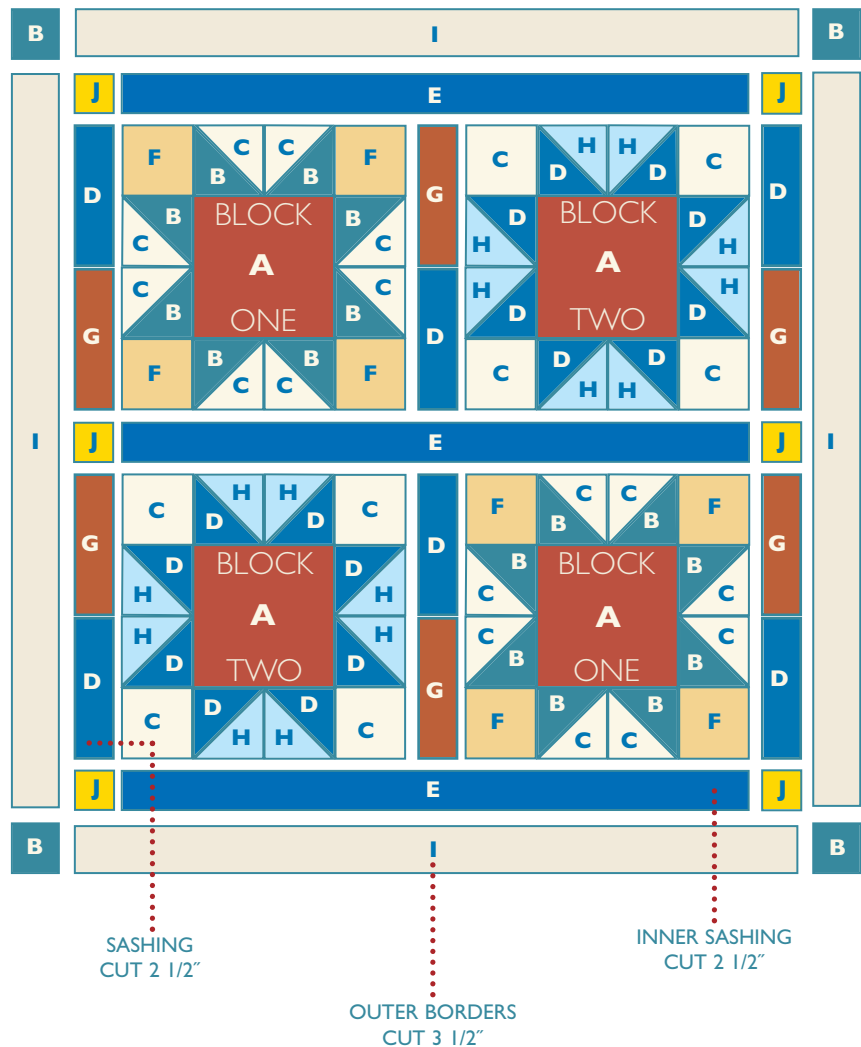 B I B
J E J
C C H H
F F C C
D B B G D D D
BLOCK BLOCK
B B D D
C C H H
A A
C C H H
G B B D D D G
ONE TWO
B B D D
F F C C
C C H H
I J E J I
H H C C
C C F F
G D D D B B G
BLOCK BLOCK
D D B B
H H C C
A A
H H C C
D D D G B B D
TWO ONE
D D B B
C C F F
H H C C
J E J
B I B
SASHING
CUT 2 1/2″
INNER SASHING
CUT 2 1/2″
OUTER BORDERS
CUT 3 1/2″